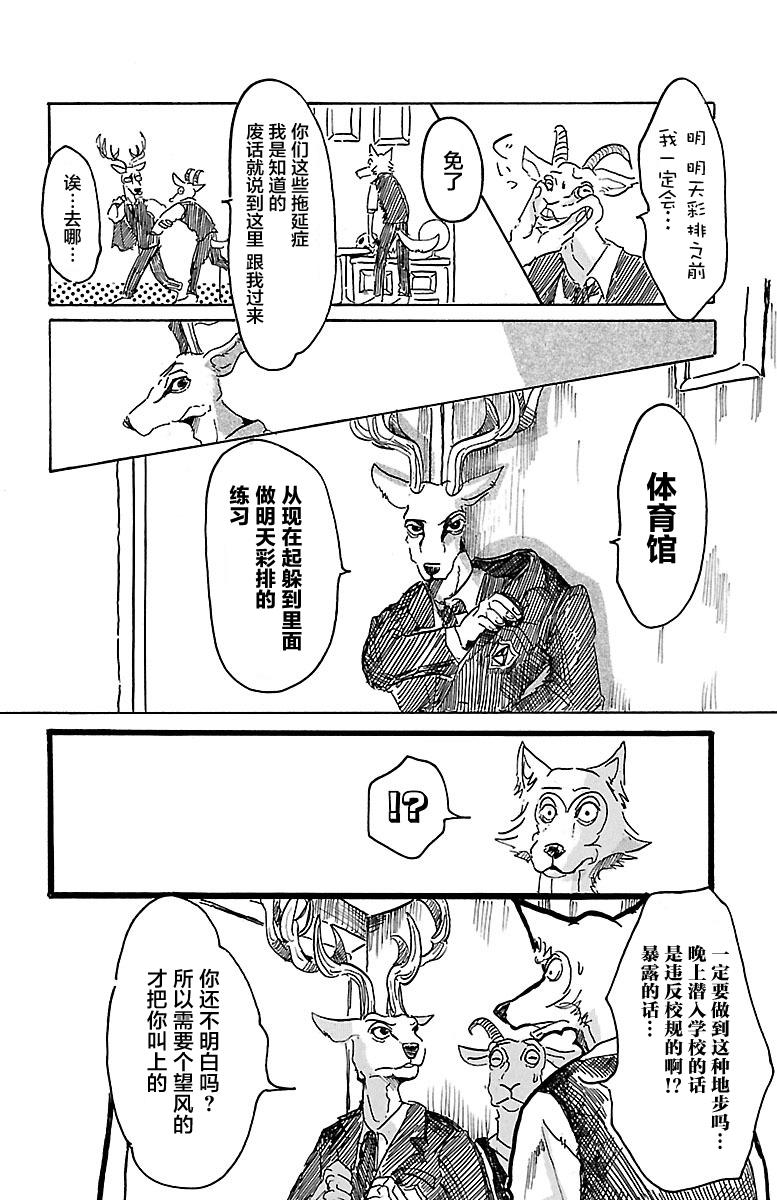 明 明天彩排之前
我一定会…
免了
你们这些拖延症
我是知道的
废话就说到这里 跟我过来
诶…去哪…
体育馆
从现在起躲到里面
做明天彩排的
练习
!?
一定要做到这种地步吗…
晚上潜入学校的话
是违反校规的啊!?
暴露的话…
你还不明白吗?
所以需要个望风的
才把你叫上的